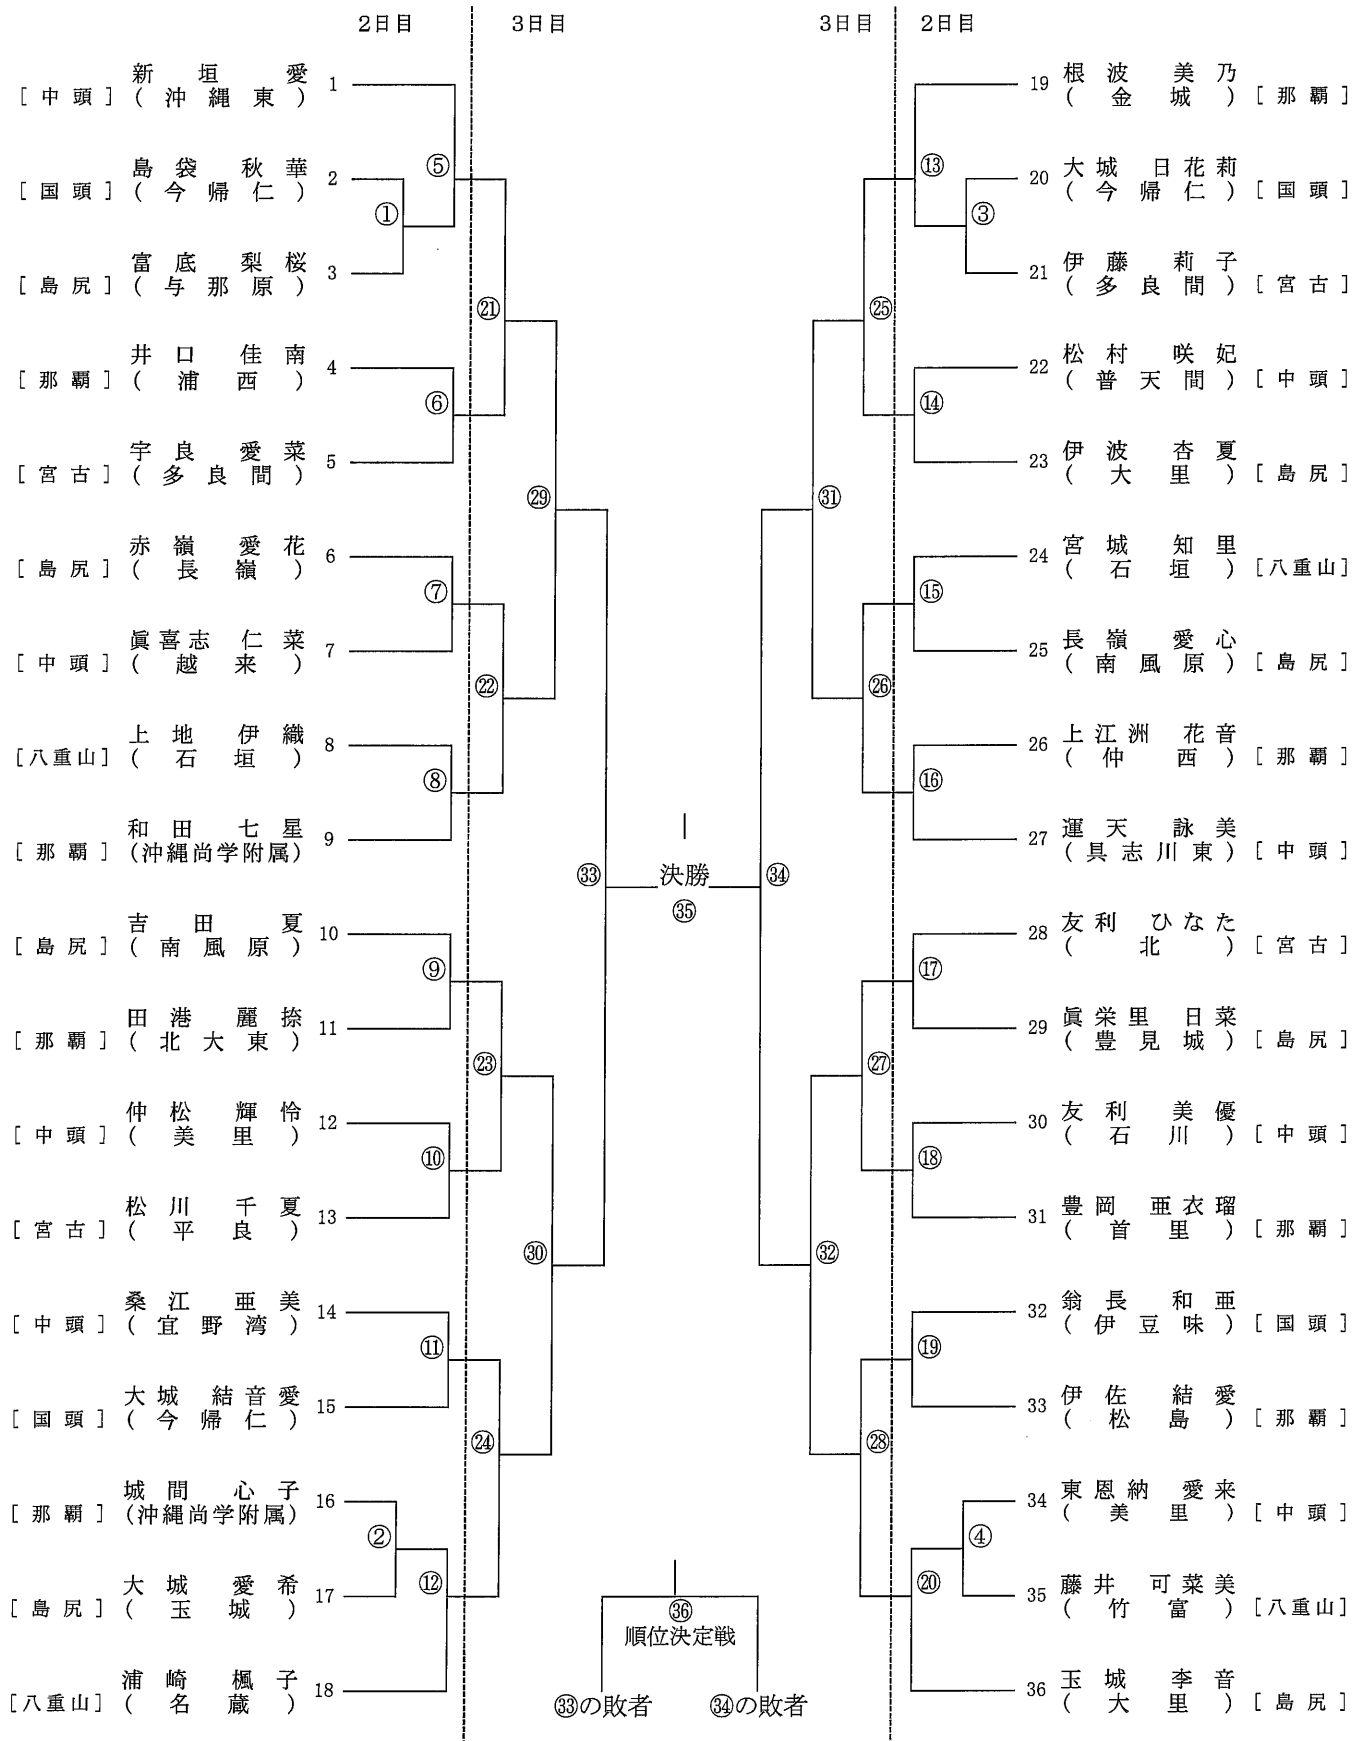 2日目 3日目 3日目 2日目
新垣愛 1
[中頭] (沖縄東)
島袋 秋華 2
[国頭] (今帰仁)
①
⑤
富底 梨桜 3
[島尻] (与那原)
㉑
井口 佳南 4
[那覇] (浦西)
⑥
宇良 愛菜 5
[宮古] (多良間)
㉙
赤嶺 愛花 6
[島尻] (長嶺)
⑦
眞喜志 仁菜 7
[中頭] (越来)
㉒
上地 伊織 8
[八重山] (石垣)
⑧
和田 七星 9
[那覇] (沖縄尚学附属)
㉝
吉田 夏 10
[島尻] (南風原)
⑨
田港 麗捺 11
[那覇] (北大東)
㉓
仲松 輝怜 12
[中頭] (美里)
⑩
松川 千夏 13
[宮古] (平良)
㉚
桑江 亜美 14
[中頭] (宜野湾)
⑪
大城 結音愛 15
[国頭] (今帰仁)
㉔
城間 心子 16
[那覇] (沖縄尚学附属)
②
⑫
大城 愛希 17
[島尻] (玉城)
浦崎 楓子 18
[八重山] (名蔵)
決勝
㉟
㊱
順位決定戦
㉝の敗者 ㉞の敗者
19 根波 美乃
(金城) [那覇]
⑬
20 大城 日花莉
(今帰仁) [国頭]
③
21 伊藤 莉子
(多良間) [宮古]
㉕
22 松村 咲妃
(普天間) [中頭]
⑭
23 伊波 杏夏
(大里) [島尻]
㉛
24 宮城 知里
(石垣) [八重山]
⑮
25 長嶺 愛心
(南風原) [島尻]
㉖
26 上江洲 花音
(仲西) [那覇]
⑯
27 運天 詠美
(具志川東) [中頭]
㉞
28 友利 ひなた
(北) [宮古]
⑰
29 眞栄里 日菜
(豊見城) [島尻]
㉗
30 友利 美優
(石川) [中頭]
⑱
31 豊岡 亜衣瑠
(首里) [那覇]
㉜
32 翁長 和亜
(伊豆味) [国頭]
⑲
33 伊佐 結愛
(松島) [那覇]
㉘
34 東恩納 愛来
(美里) [中頭]
④
⑳
35 藤井 可菜美
(竹富) [八重山]
36 玉城 李音
(大里) [島尻]